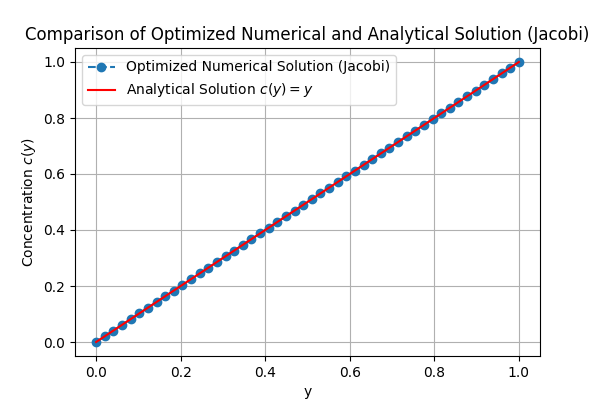 Comparison of Optimized Numerical and Analytical Solution (Jacobi)
Optimized Numerical Solution (Jacobi)
Analytical Solution c(y) = y
Concentration c(y)
1.0
0.8
0.6
0.4
0.2
0.0
0.0 0.2 0.4 0.6 0.8 1.0
y